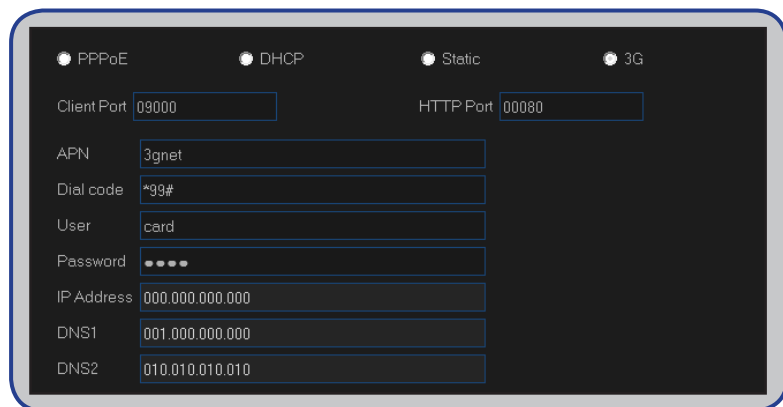 PPPoE DHCP Static 3G
Client Port 09000 HTTP Port 00080
APN 3gnet
Dial code *99#
User card
Password ●●●●
IP Address 000.000.000.000
DNS1 001.000.000.000
DNS2 010.010.010.010